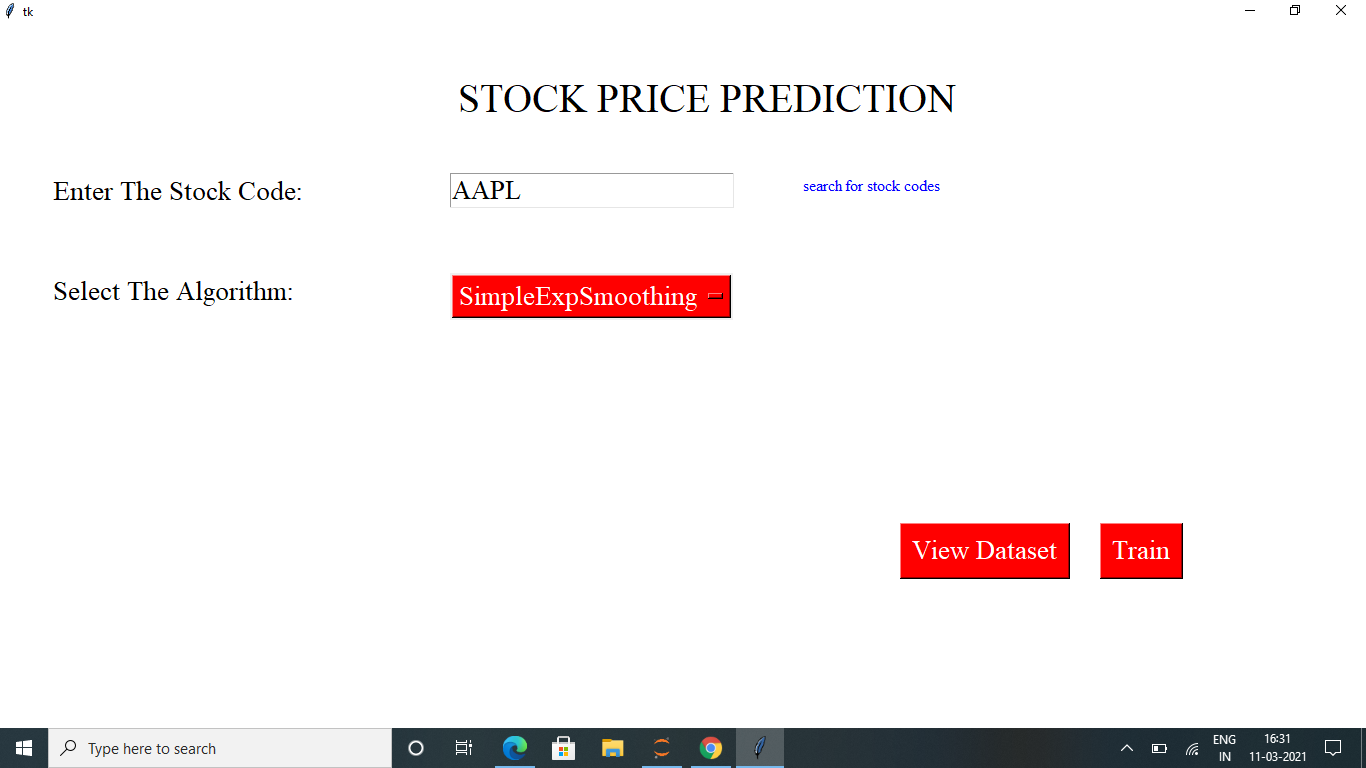 tk
STOCK PRICE PREDICTION
Enter The Stock Code:
AAPL
search for stock codes
Select The Algorithm:
SimpleExpSmoothing
View Dataset
Train
Type here to search
ENG
IN
16:31
11-03-2021